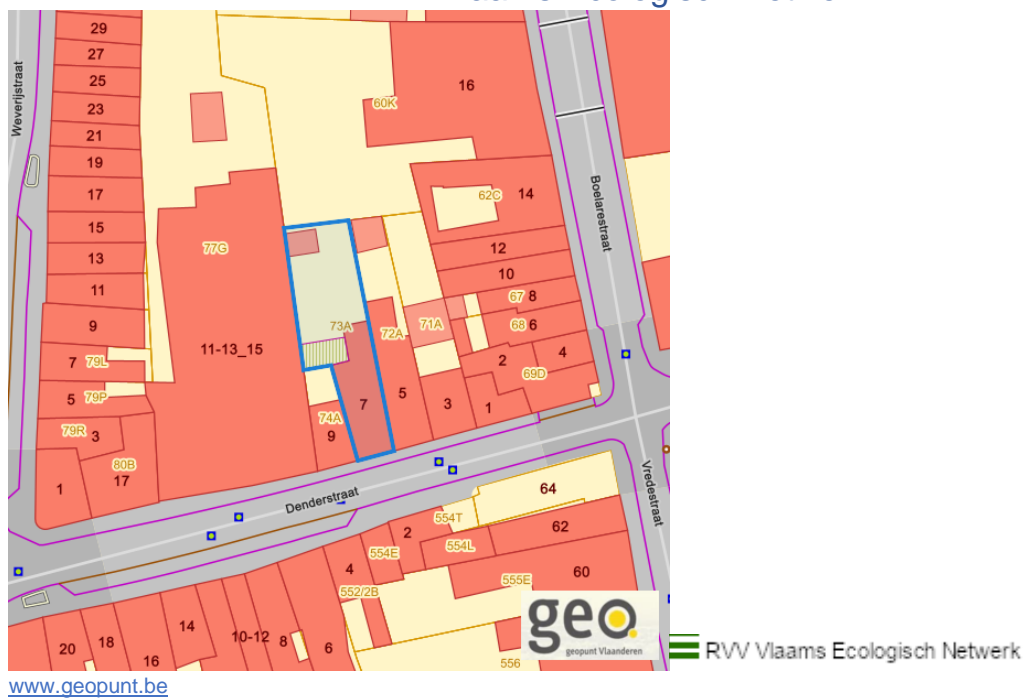 29
27
25
23
21
19
17
15
13
11
9
7 79L
5 79P
79R 3
80B
1
17
Weverijstraat
60K
16
62C 14
12
10
67 8
68 6
2
4
69D
1
Boelarestraat
77G
11-13_15
73A
72A
71A
74A
9
7
5
3
Denderstraat
Vredestraat
64
554T
62
2
554L
554E
4
552/2B
555E
60
20
18
16
14
10-12
8
6
556
geo
geopunt Vlaanderen
RVV Vlaams Ecologisch Netwerk
www.geopunt.be